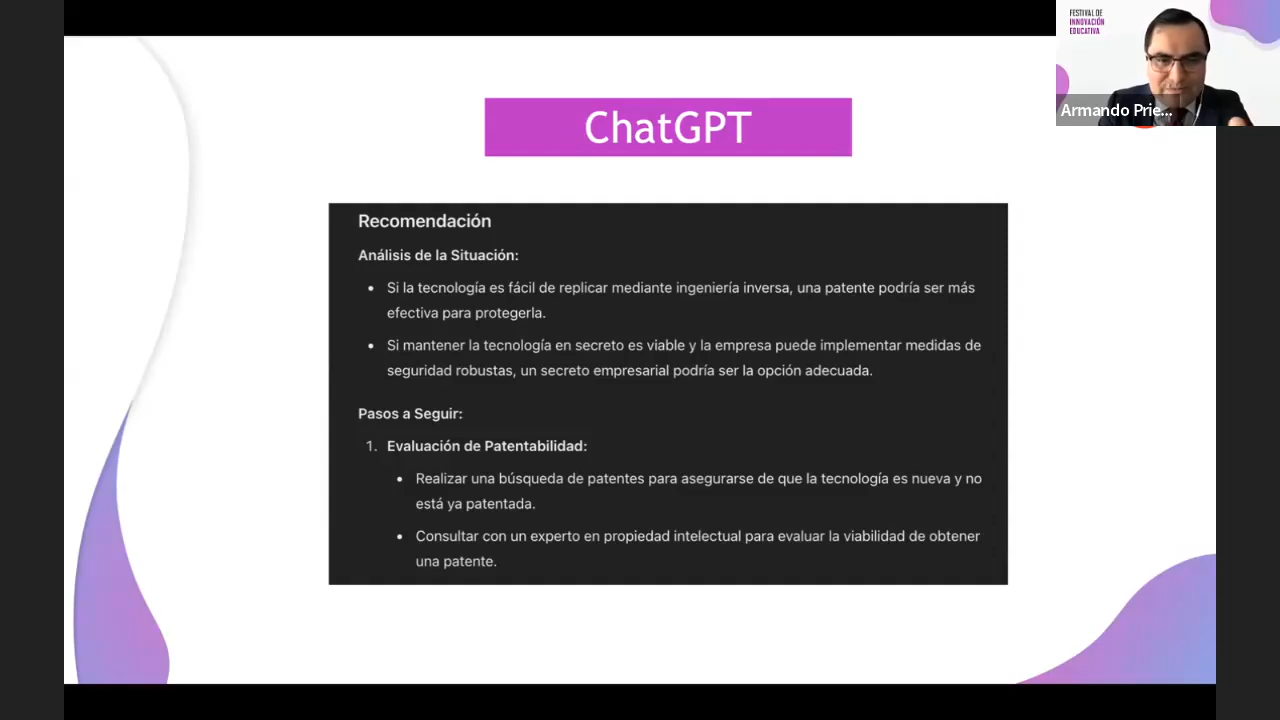 FESTIVAL DE
INNOVACIÓN
EDUCATIVA
Armando Prie...
ChatGPT
Recomendación
Análisis de la Situación:
• Si la tecnología es fácil de replicar mediante ingeniería inversa, una patente podría ser más
efectiva para protegerla.
• Si mantener la tecnología en secreto es viable y la empresa puede implementar medidas de
seguridad robustas, un secreto empresarial podría ser la opción adecuada.
Pasos a Seguir:
1. Evaluación de Patentabilidad:
• Realizar una búsqueda de patentes para asegurarse de que la tecnología es nueva y no
está ya patentada.
• Consultar con un experto en propiedad intelectual para evaluar la viabilidad de obtener
una patente.